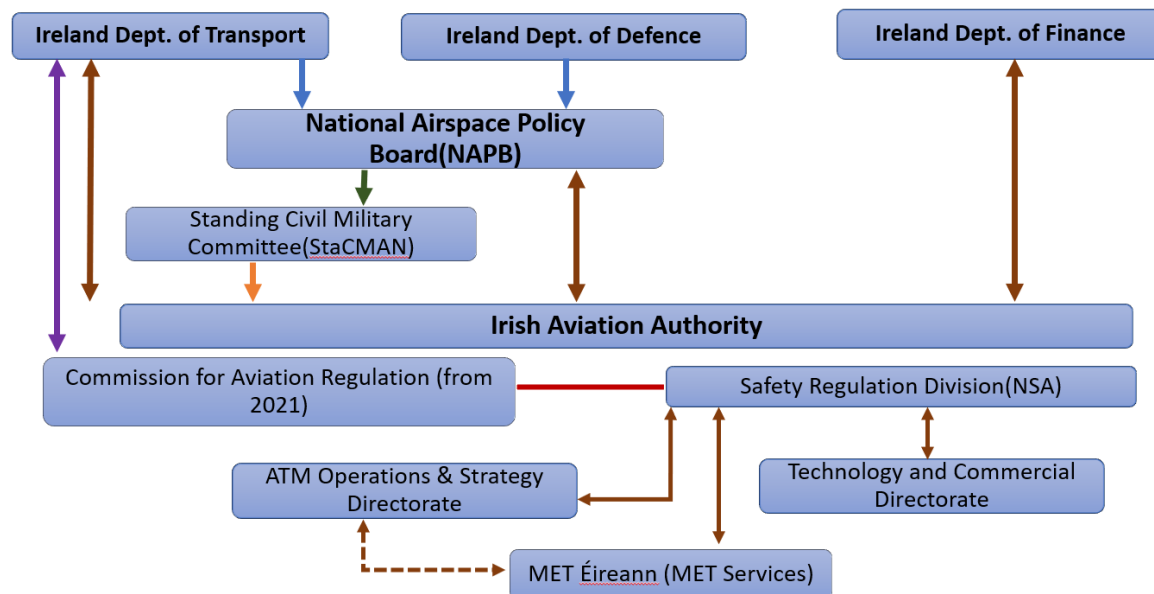 Ireland Dept. of Transport
Ireland Dept. of Defence
Ireland Dept. of Finance
National Airspace Policy
Board(NAPB)
Standing Civil Military
Committee(StaCMAN)
Irish Aviation Authority
Commission for Aviation Regulation (from
2021)
Safety Regulation Division(NSA)
ATM Operations & Strategy
Directorate
Technology and Commercial
Directorate
MET Éireann (MET Services)